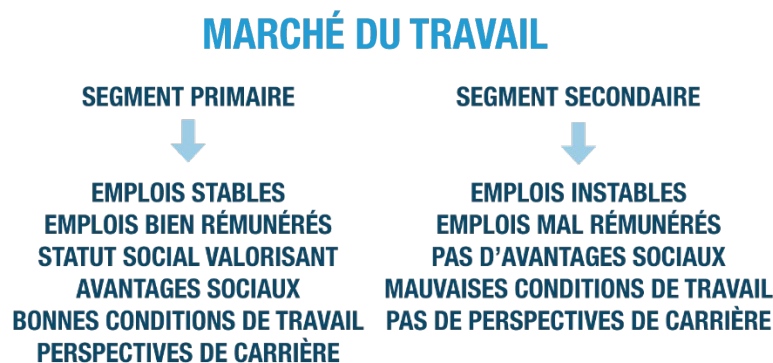 MARCHÉ DU TRAVAIL
SEGMENT PRIMAIRE
EMPLOIS STABLES
EMPLOIS BIEN RÉMUNÉRÉS
STATUT SOCIAL VALORISANT
AVANTAGES SOCIAUX
BONNES CONDITIONS DE TRAVAIL
PERSPECTIVES DE CARRIÈRE
SEGMENT SECONDAIRE
EMPLOIS INSTABLES
EMPLOIS MAL RÉMUNÉRÉS
PAS D'AVANTAGES SOCIAUX
MAUVAISES CONDITIONS DE TRAVAIL
PAS DE PERSPECTIVES DE CARRIÈRE